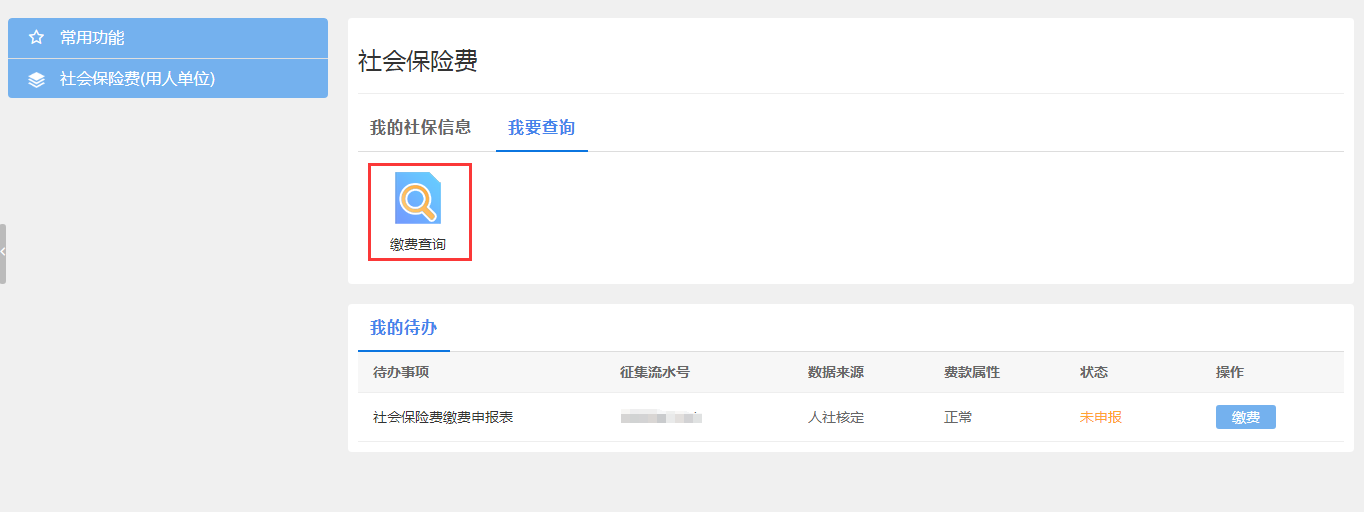 常用功能
社会保险费(用人单位)
社会保险费
我的社保信息 我要查询
缴费查询
我的待办
待办事项 征集流水号 数据来源 费款属性 状态 操作
社会保险费缴费申报表 人社核定 正常 未申报 缴费